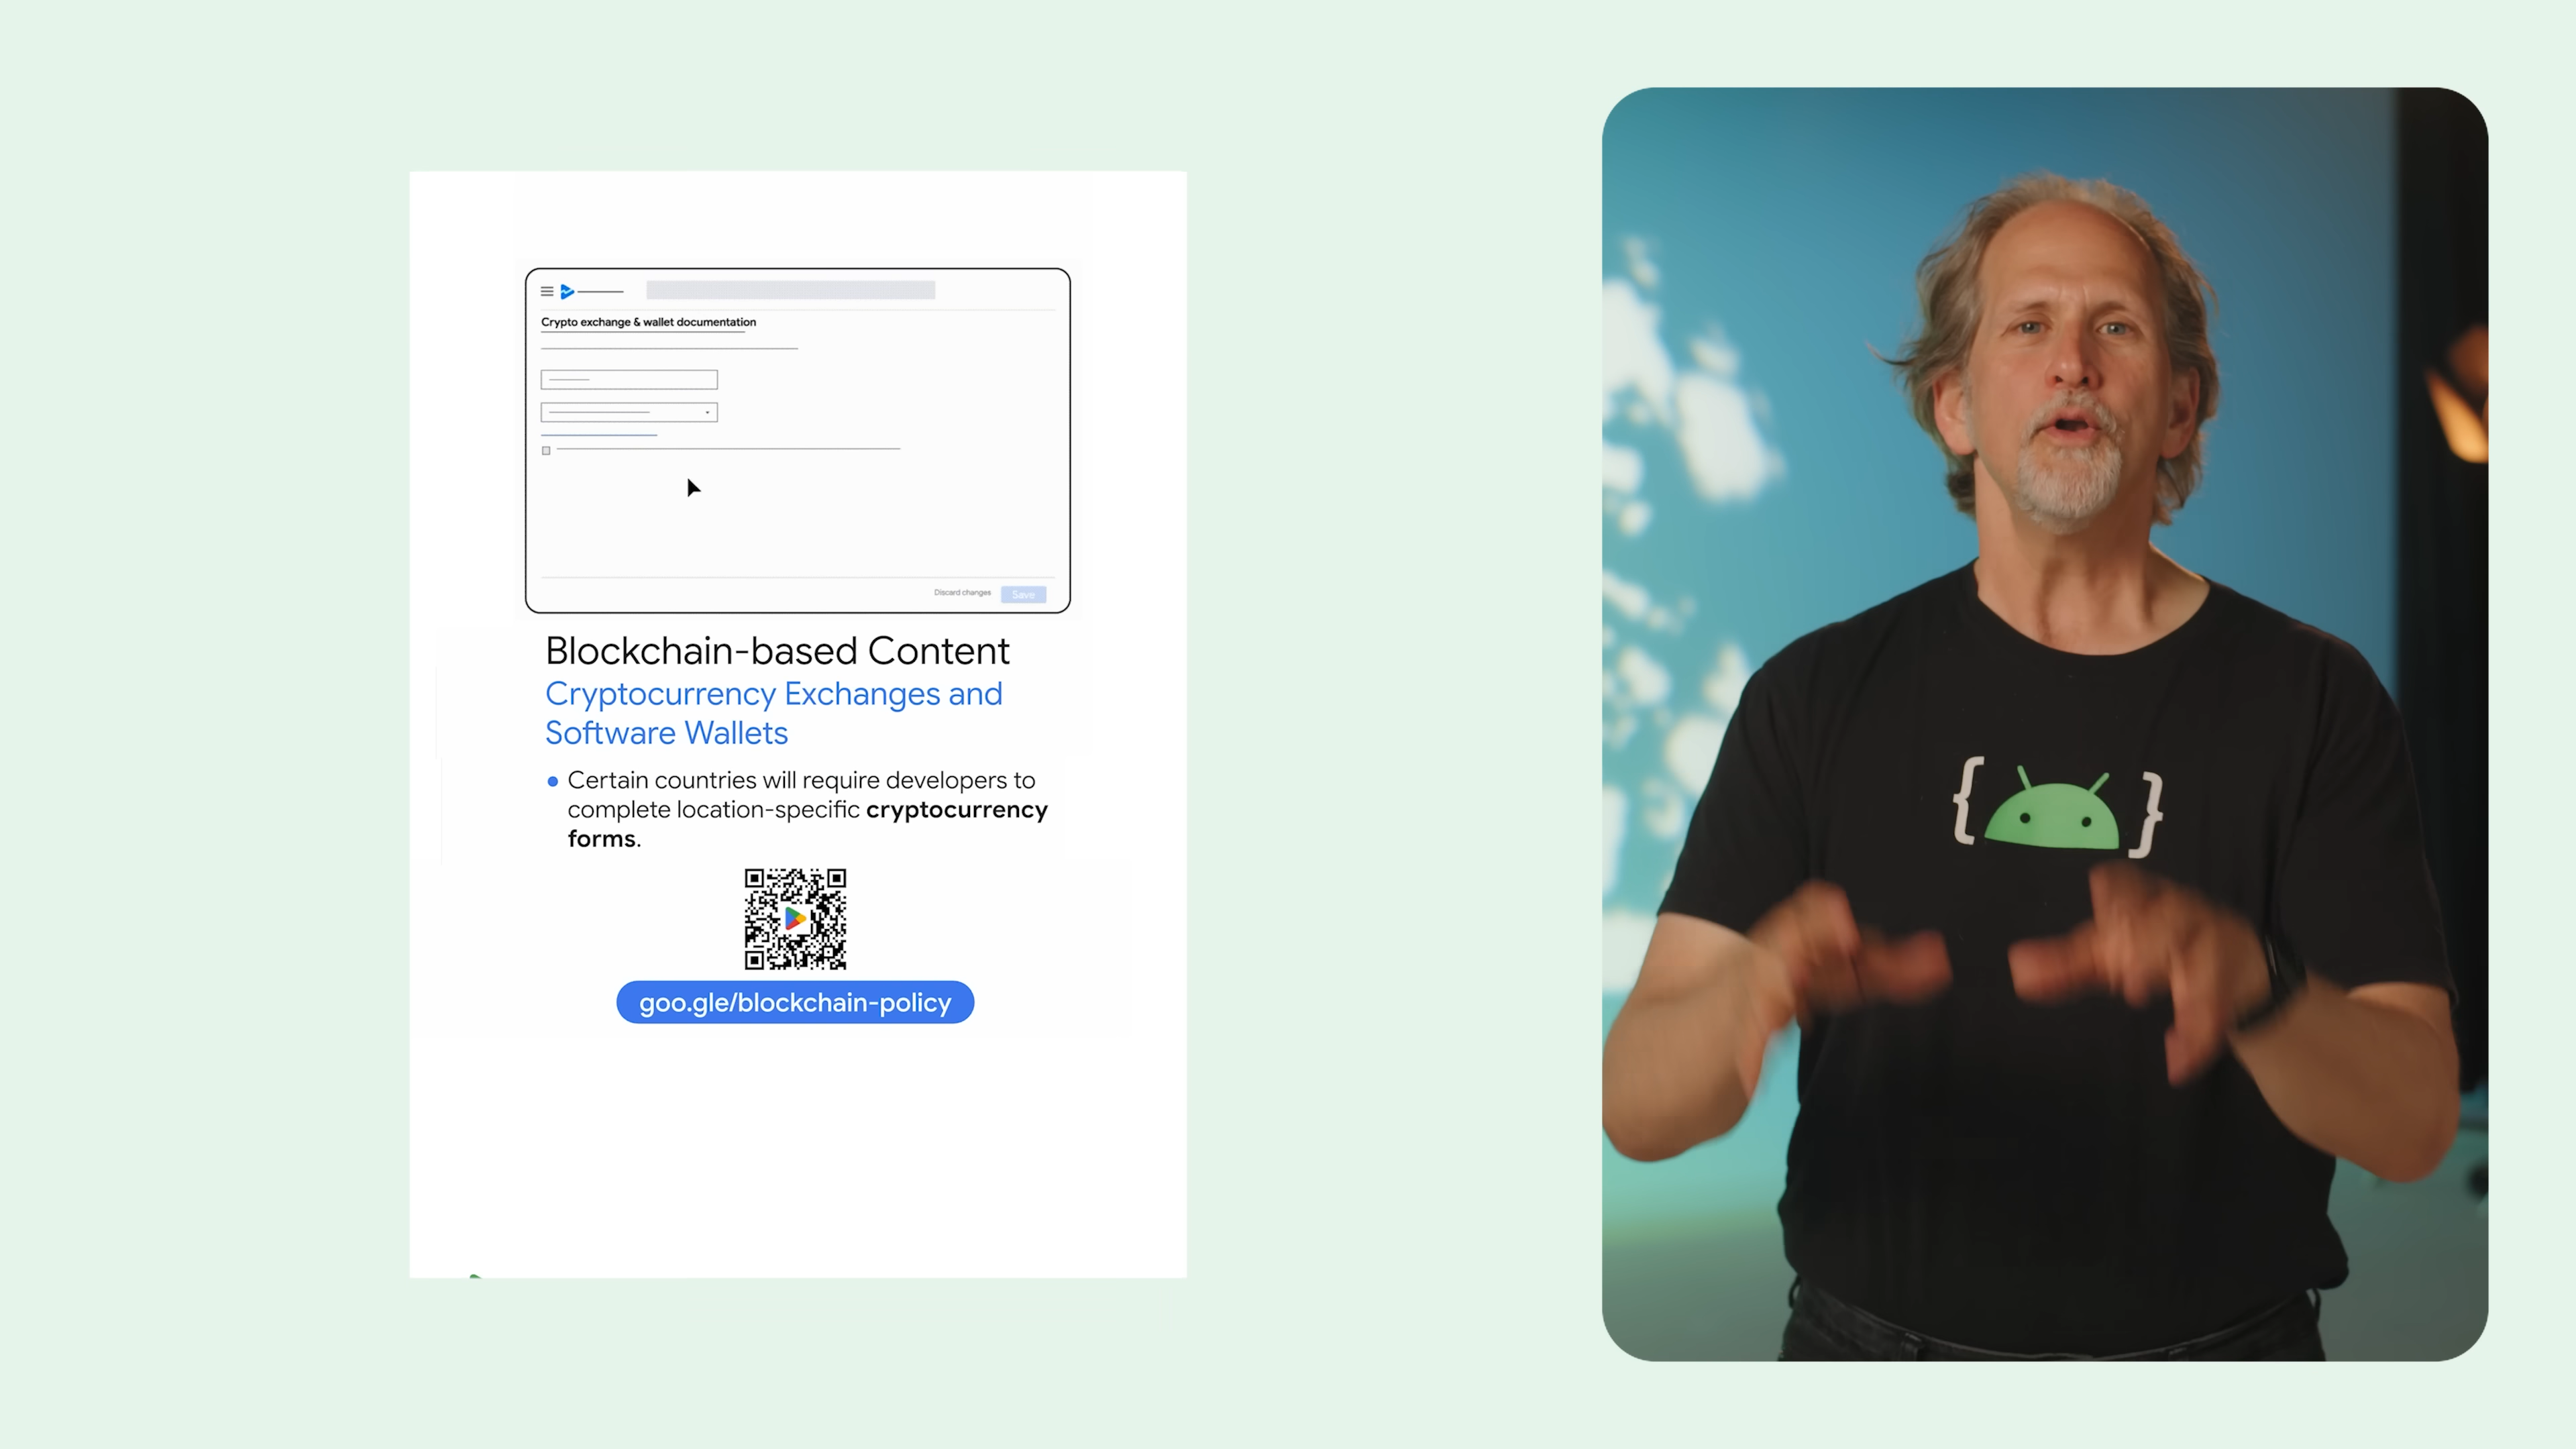 Crypto exchange & wallet documentation
Discard changes
Save
Blockchain-based Content
Cryptocurrency Exchanges and
Software Wallets
Certain countries will require developers to
complete location-specific cryptocurrency
forms.
goo.gle/blockchain-policy
{ }